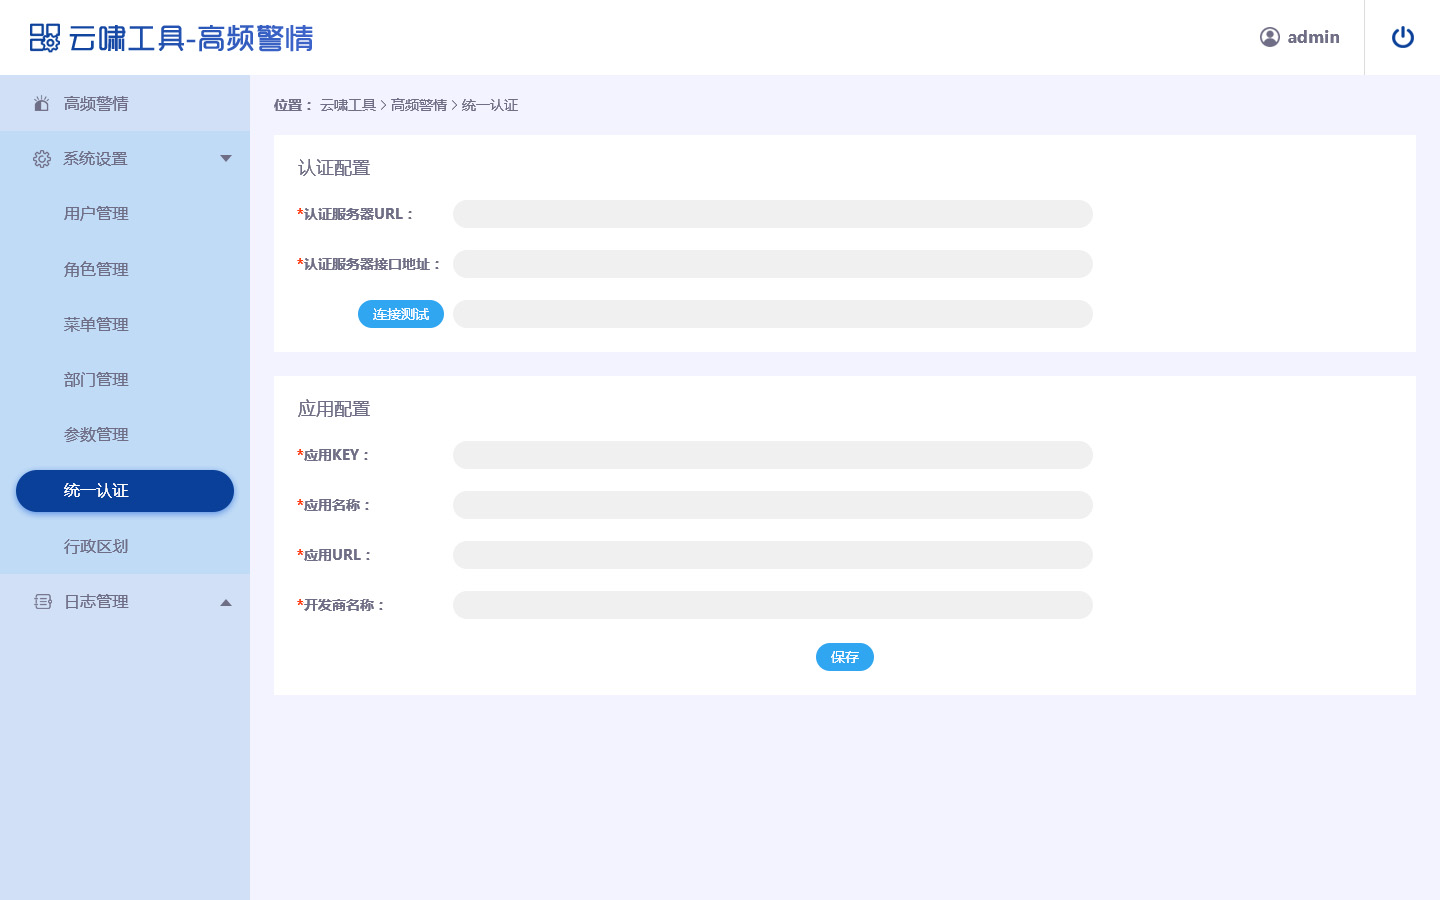 云啸工具-高频警情
admin
高频警情
系统设置
用户管理
角色管理
菜单管理
部门管理
参数管理
统一认证
行政区划
日志管理
位置： 云啸工具 > 高频警情 > 统一认证
认证配置
*认证服务器URL：
*认证服务器接口地址：
连接测试
应用配置
*应用KEY：
*应用名称：
*应用URL：
*开发商名称：
保存